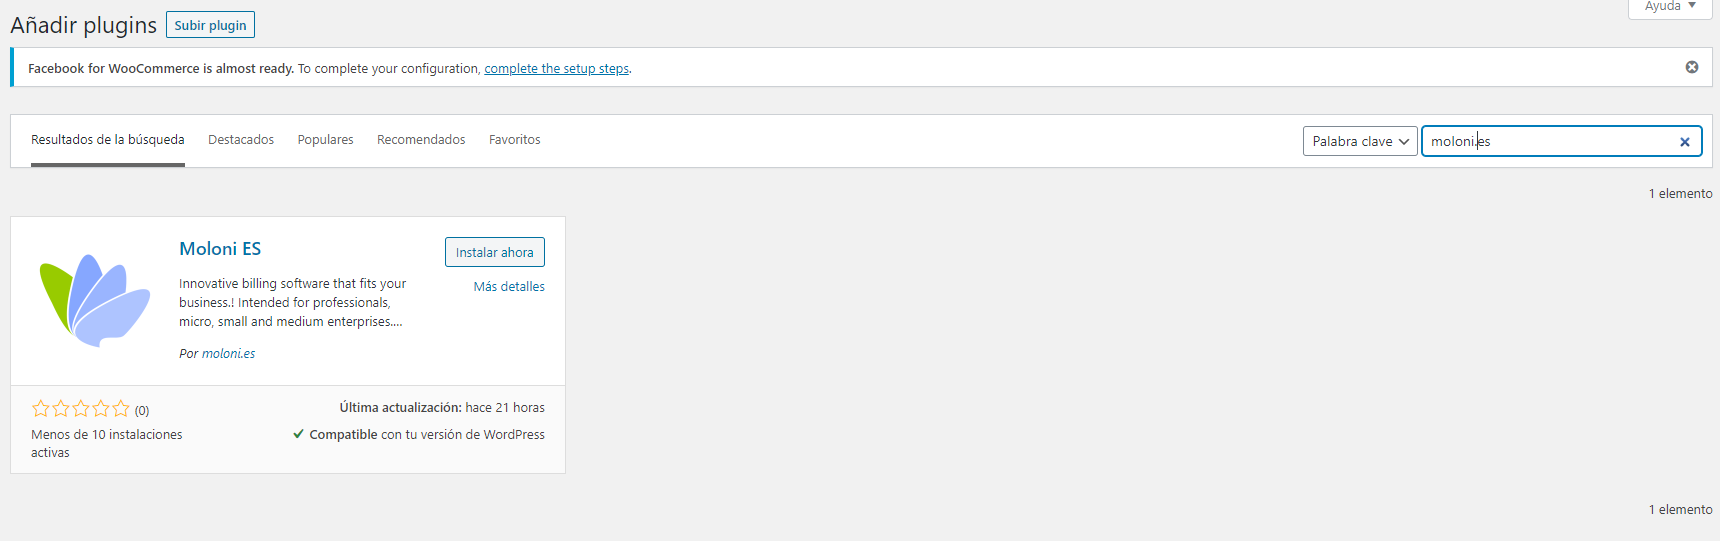 Ayuda
Añadir plugins Subir plugin
Facebook for WooCommerce is almost ready. To complete your configuration, complete the setup steps.
Resultados de la búsqueda Destacados Populares Recomendados Favoritos Palabra clave moloni.es
1 elemento
Moloni ES
Instalar ahora
Más detalles
Innovative billing software that fits your
business.! Intended for professionals,
micro, small and medium enterprises....
Por moloni.es
(0)
Menos de 10 instalaciones
activas
Última actualización: hace 21 horas
Compatible con tu versión de WordPress
1 elemento